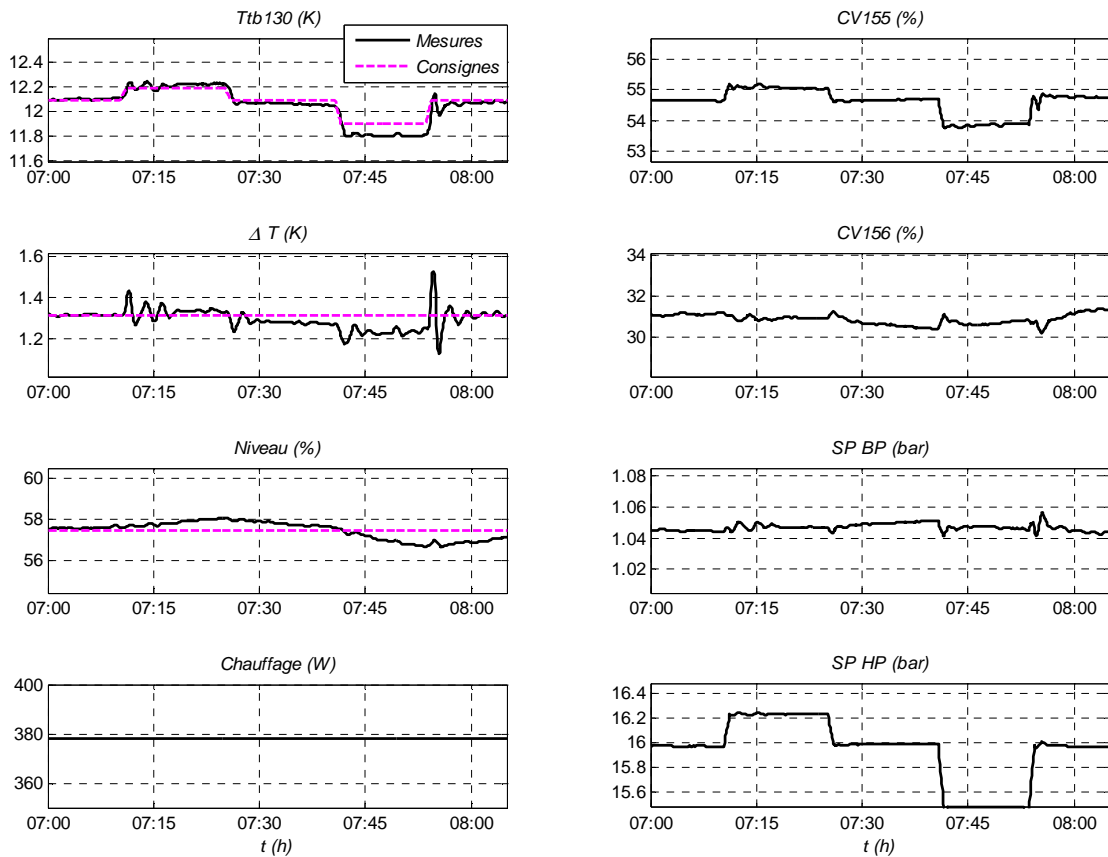 Ttb130 (K)
12.4
12.2
12
11.8
11.6
07:00 07:15 07:30 07:45 08:00
Mesures
Consignes
CV155 (%)
56
55
54
53
07:00 07:15 07:30 07:45 08:00
Δ T (K)
1.6
1.4
1.2
07:00 07:15 07:30 07:45 08:00
CV156 (%)
34
32
30
28
07:00 07:15 07:30 07:45 08:00
Niveau (%)
60
58
56
07:00 07:15 07:30 07:45 08:00
SP BP (bar)
1.08
1.06
1.04
1.02
07:00 07:15 07:30 07:45 08:00
Chauffage (W)
400
380
360
07:00 07:15 07:30 07:45 08:00
t (h)
SP HP (bar)
16.4
16.2
16
15.8
15.6
07:00 07:15 07:30 07:45 08:00
t (h)